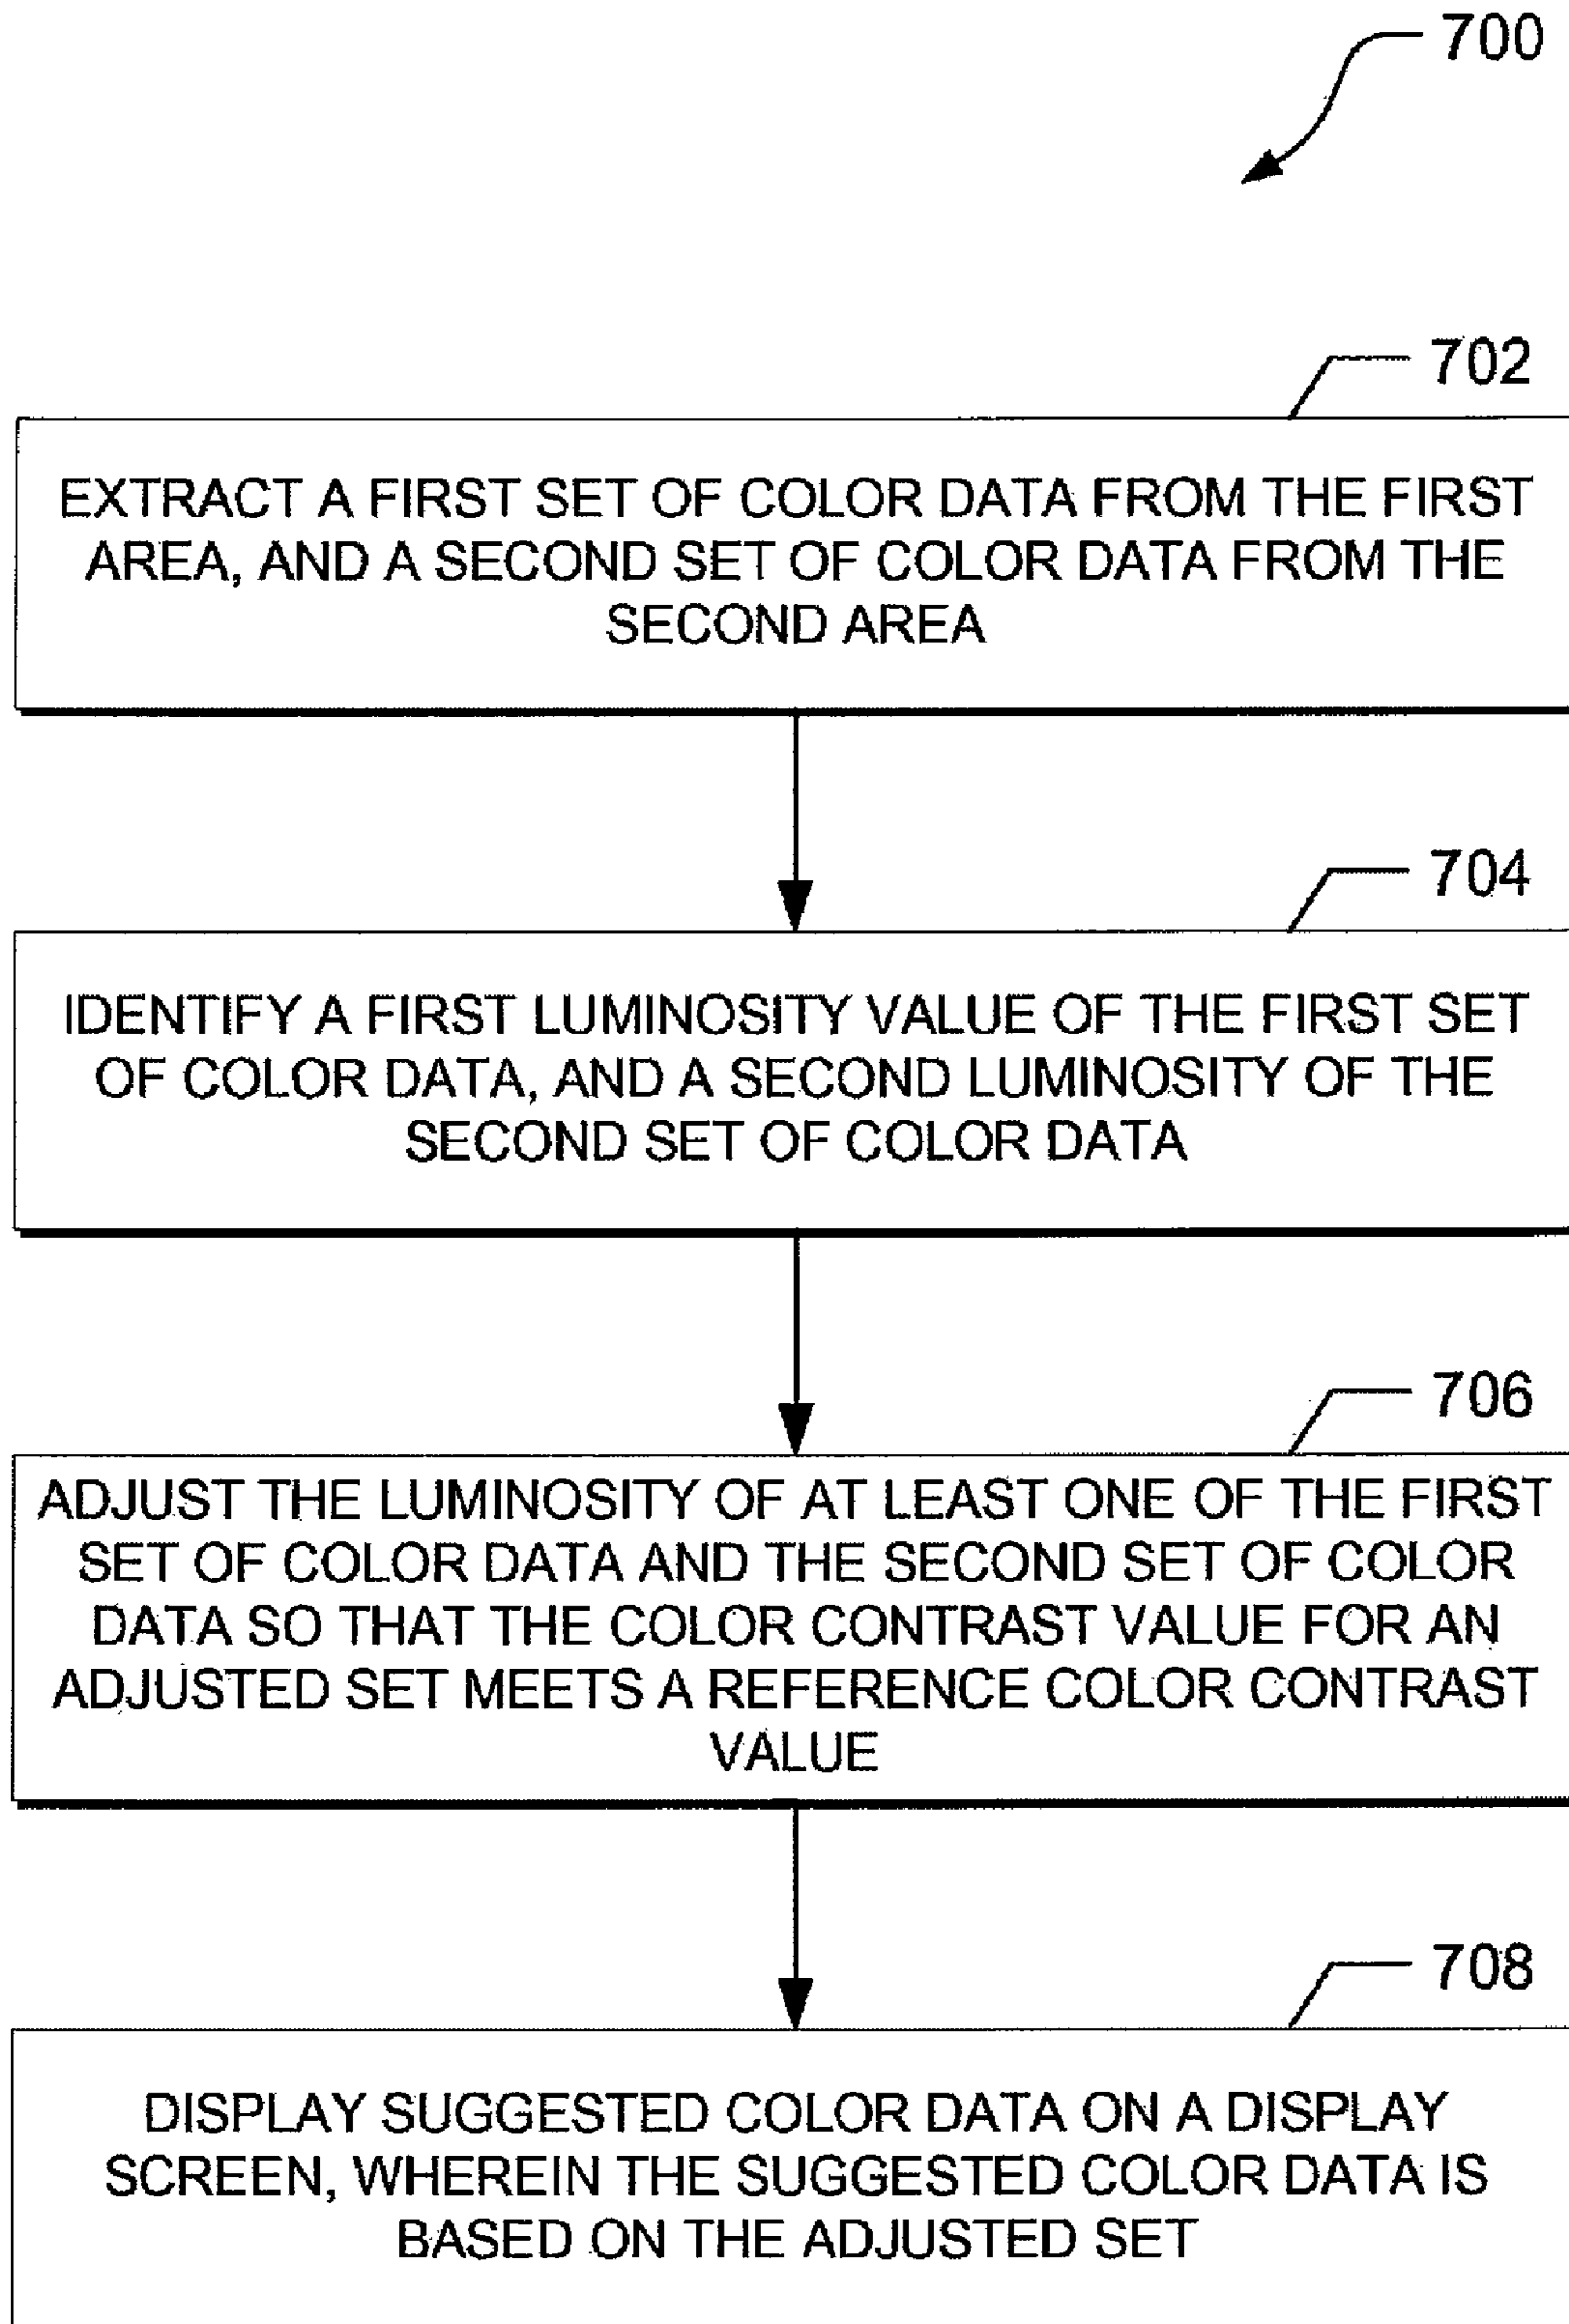 700
702
EXTRACT A FIRST SET OF COLOR DATA FROM THE FIRST
AREA, AND A SECOND SET OF COLOR DATA FROM THE
SECOND AREA
704
IDENTIFY A FIRST LUMINOSITY VALUE OF THE FIRST SET
OF COLOR DATA, AND A SECOND LUMINOSITY OF THE
SECOND SET OF COLOR DATA
706
ADJUST THE LUMINOSITY OF AT LEAST ONE OF THE FIRST
SET OF COLOR DATA AND THE SECOND SET OF COLOR
DATA SO THAT THE COLOR CONTRAST VALUE FOR AN
ADJUSTED SET MEETS A REFERENCE COLOR CONTRAST
VALUE
708
DISPLAY SUGGESTED COLOR DATA ON A DISPLAY
SCREEN, WHEREIN THE SUGGESTED COLOR DATA IS
BASED ON THE ADJUSTED SET